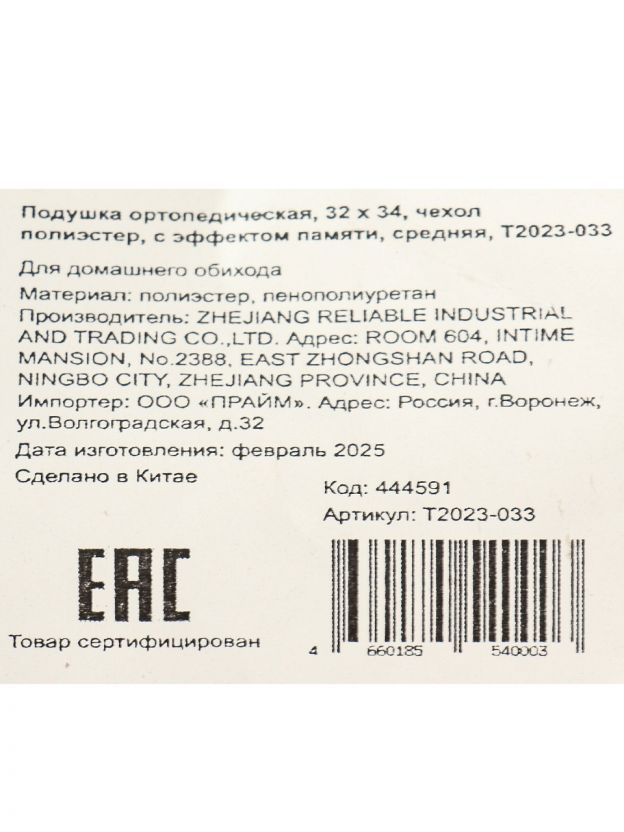 Подушка ортопедическая, 32 х 34, чехол
полиэстер, с эффектом памяти, средняя, T2023-033
Для домашнего обихода
Материал: полиэстер, пенополиуретан
Производитель: ZHEJIANG RELIABLE INDUSTRIAL
AND TRADING CO.,LTD. Адрес: ROOM 604, INTIME
MANSION, No.2388, EAST ZHONGSHAN ROAD,
NINGBO CITY, ZHEJIANG PROVINCE, CHINA
Импортер: ООО «ПРАЙМ». Адрес: Россия, г.Воронеж,
ул.Волгоградская, д.32
Дата изготовления: февраль 2025
Сделано в Китае
Код: 444591
Артикул: T2023-033
EAC
Товар сертифицирован
4 660185 540003